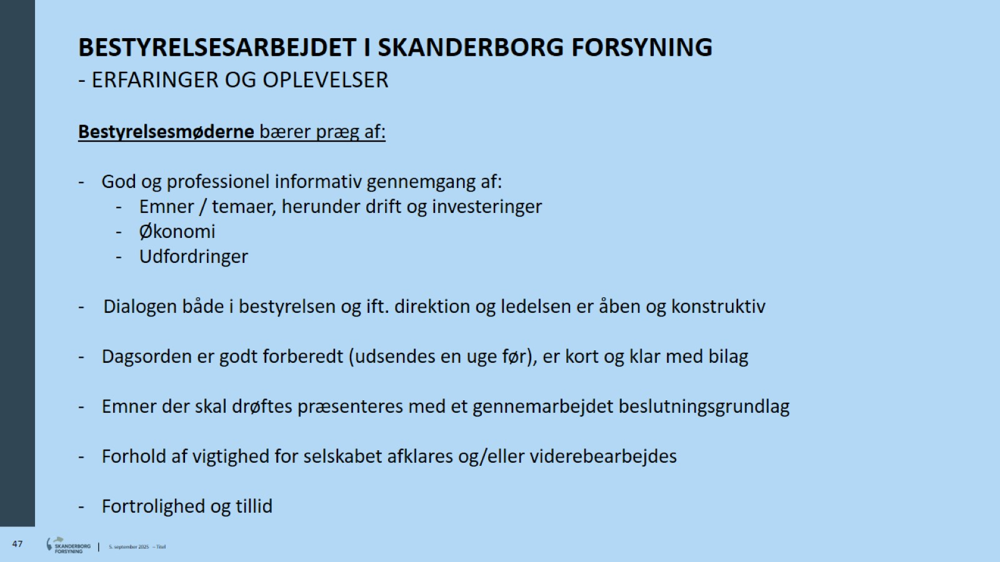 BESTYRELSESARBEJDET I SKANDERBORG FORSYNING
- ERFARINGER OG OPLEVELSER
Bestyrelsesmøderne bærer præg af:
- God og professionel informativ gennemgang af:
- Emner / temaer, herunder drift og investeringer
- Økonomi
- Udfordringer
- Dialogen både i bestyrelsen og ift. direktion og ledelsen er åben og konstruktiv
- Dagsorden er godt forberedt (udsendes en uge før), er kort og klar med bilag
- Emner der skal drøftes præsenteres med et gennemarbejdet beslutningsgrundlag
- Forhold af vigtighed for selskabet afklares og/eller viderebearbejdes
- Fortrolighed og tillid
47
SKANDERBORG
FORSYNING
| 5. september 2025 – Titel